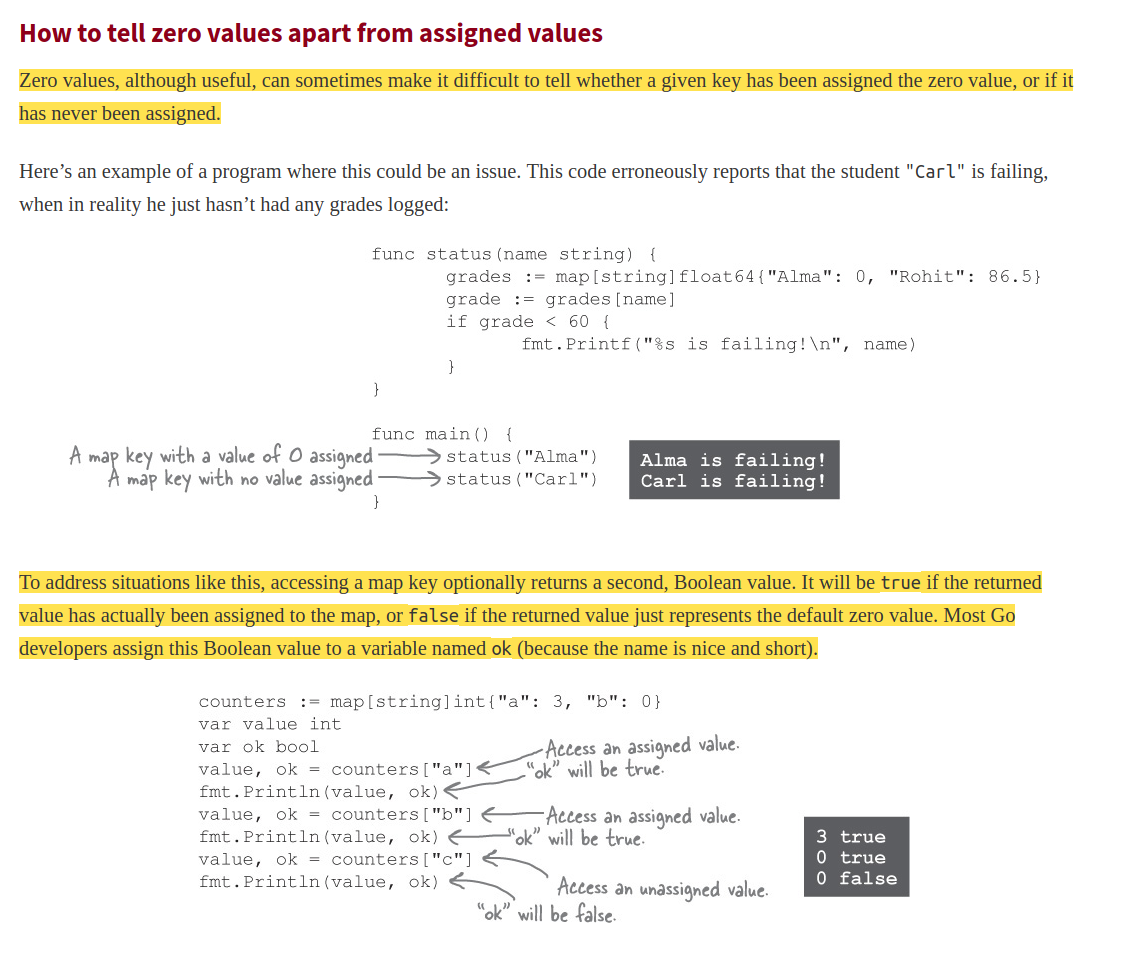 How to tell zero values apart from assigned values
Zero values, although useful, can sometimes make it difficult to tell whether a given key has been assigned the zero value, or if it
has never been assigned.
Here’s an example of a program where this could be an issue. This code erroneously reports that the student "Carl" is failing,
when in reality he just hasn’t had any grades logged:
func status(name string) {
grades := map[string]float64{"Alma": 0, "Rohit": 86.5}
grade := grades[name]
if grade < 60 {
fmt.Printf("%s is failing!\n", name)
}
}
func main() {
A map key with a value of 0 assigned status("Alma")
A map key with no value assigned status("Carl")
}
Alma is failing!
Carl is failing!
To address situations like this, accessing a map key optionally returns a second, Boolean value. It will be true if the returned
value has actually been assigned to the map, or false if the returned value just represents the default zero value. Most Go
developers assign this Boolean value to a variable named ok (because the name is nice and short).
counters := map[string]int{"a": 3, "b": 0}
var value int
var ok bool
value, ok = counters["a"] Access an assigned value.
fmt.Println(value, ok) “ok” will be true.
value, ok = counters["b"] Access an assigned value.
fmt.Println(value, ok) “ok” will be true.
value, ok = counters["c"]
fmt.Println(value, ok) Access an unassigned value.
“ok” will be false.
3 true
0 true
0 false